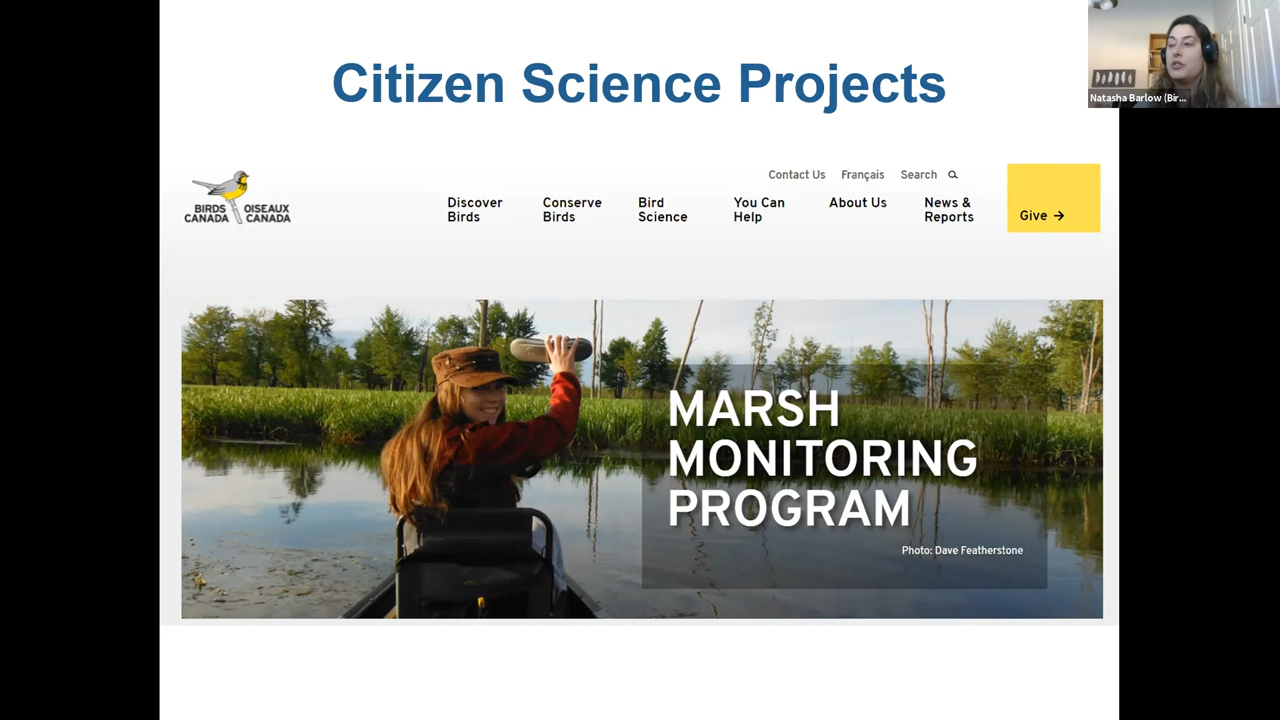 Citizen Science Projects
Natasha Barlow (Bir...
Contact Us Français Search
BIRDS OISEAUX
CANADA CANADA
Discover Conserve Bird You Can About Us News &
Birds Birds Science Help Reports
Give →
MARSH
MONITORING
PROGRAM
Photo: Dave Featherstone